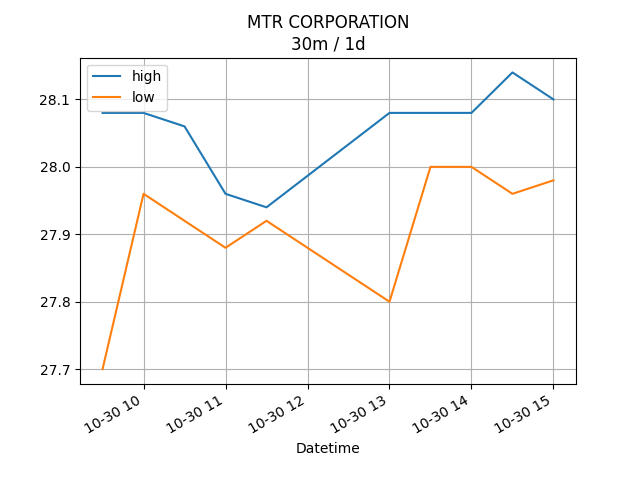 MTR CORPORATION
30m / 1d
high
low
28.1
28.0
27.9
27.8
27.7
10-30 10
10-30 11
10-30 12
10-30 13
10-30 14
10-30 15
Datetime